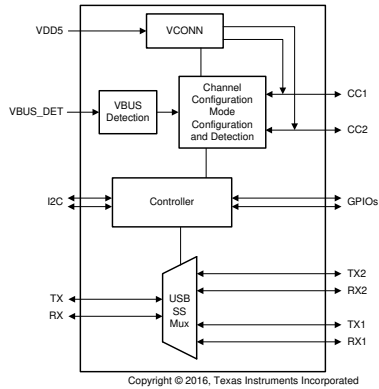 VDD5
VCONN
Channel
Configuration
Mode
Configuration
and Detection
CC1
VBUS_DET
VBUS
Detection
CC2
I2C
Controller
GPIOs
TX2
RX2
TX
RX
USB
SS
Mux
TX1
RX1
Copyright © 2016, Texas Instruments Incorporated